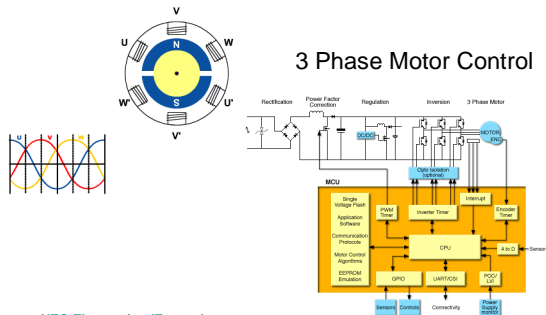 3 Phase Motor Control
V
U
W
N
S
W'
U'
V'
U V W
Rectification
Power Factor
Correction
Regulation
Inversion
3 Phase Motor
DC/DC
MOTOR
ENC
Opto isolation
(optional)
MCU
Single
Voltage Flash
Application
Software
Communication
Protocols
Motor Control
Algorithms
EEPROM
Emulation
PWM
Timer
Inverter Timer
Interrupt
Encoder
Timer
CPU
A to D
Sensor
GPIO
UART/CSI
POC/
LVI
Sensors
Controls
Connectivity
Power
Supply
monitor